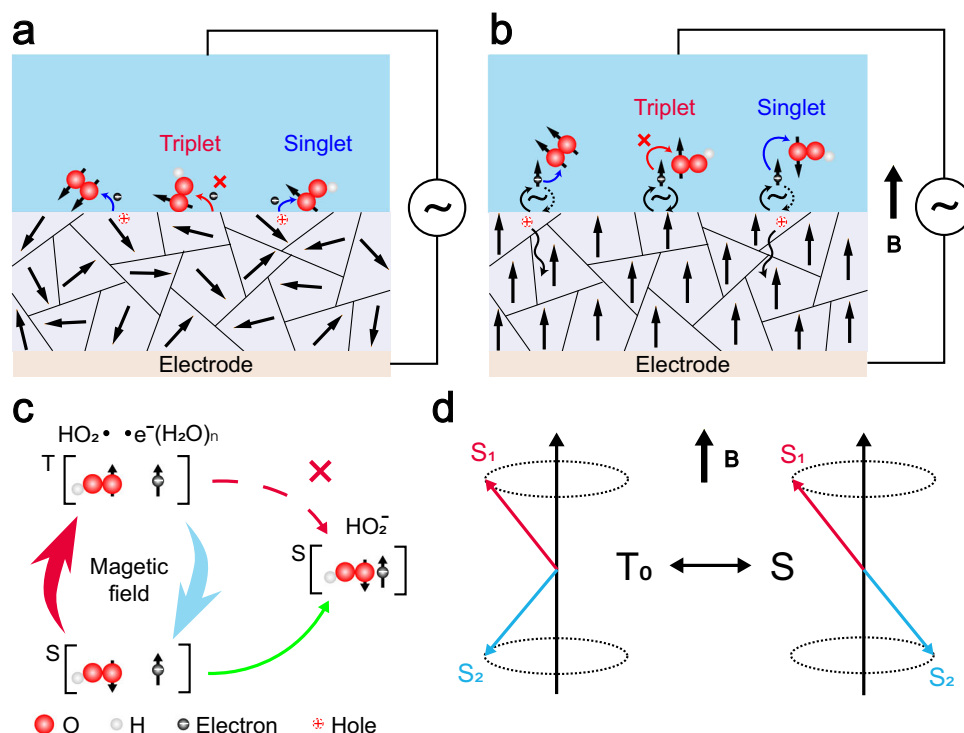 a
b
Triplet
Singlet
Triplet
Singlet
~
~
B
Electrode
Electrode
c
d
HO₂• •e⁻(H₂O)n
T
HO₂⁻
S
Magetic
field
S
S₁
B
S₁
T₀
S
S₂
S₂
O
H
Electron
Hole